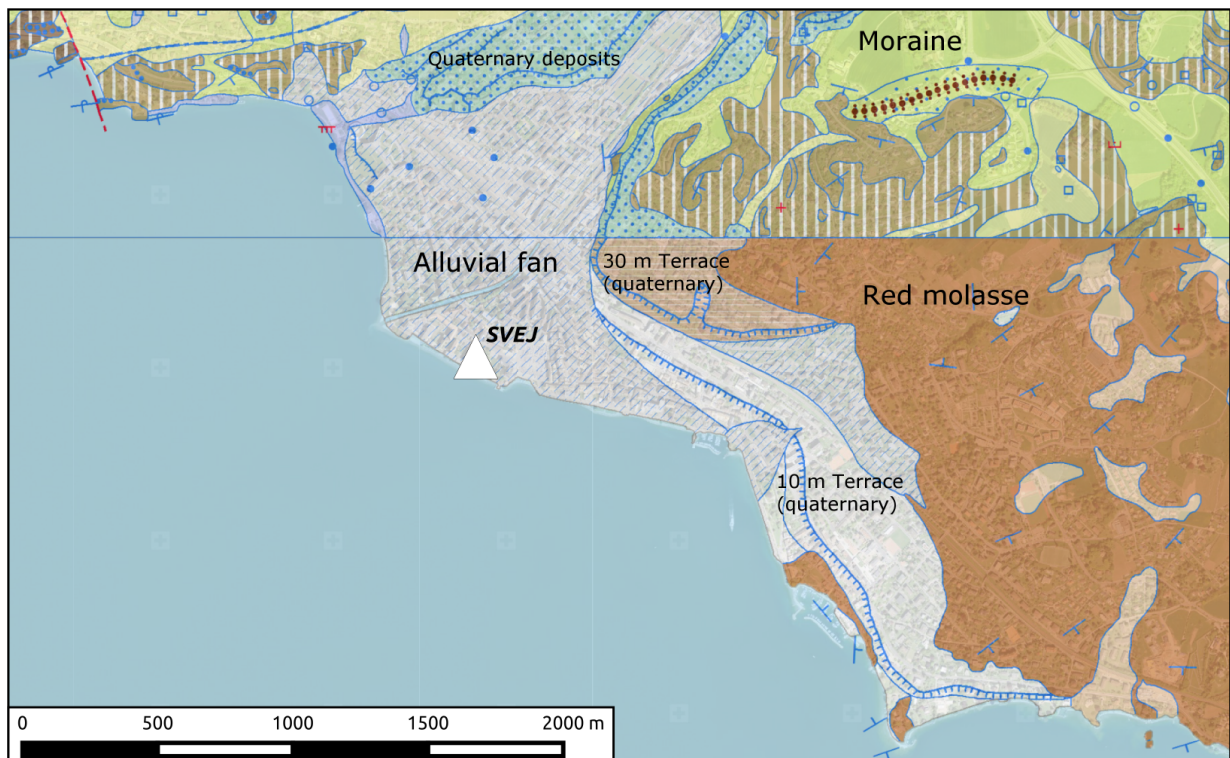 Moraine
Quaternary deposits
Alluvial fan
30 m Terrace
(quaternary)
Red molasse
SVEJ
10 m Terrace
(quaternary)
0 500 1000 1500 2000 m